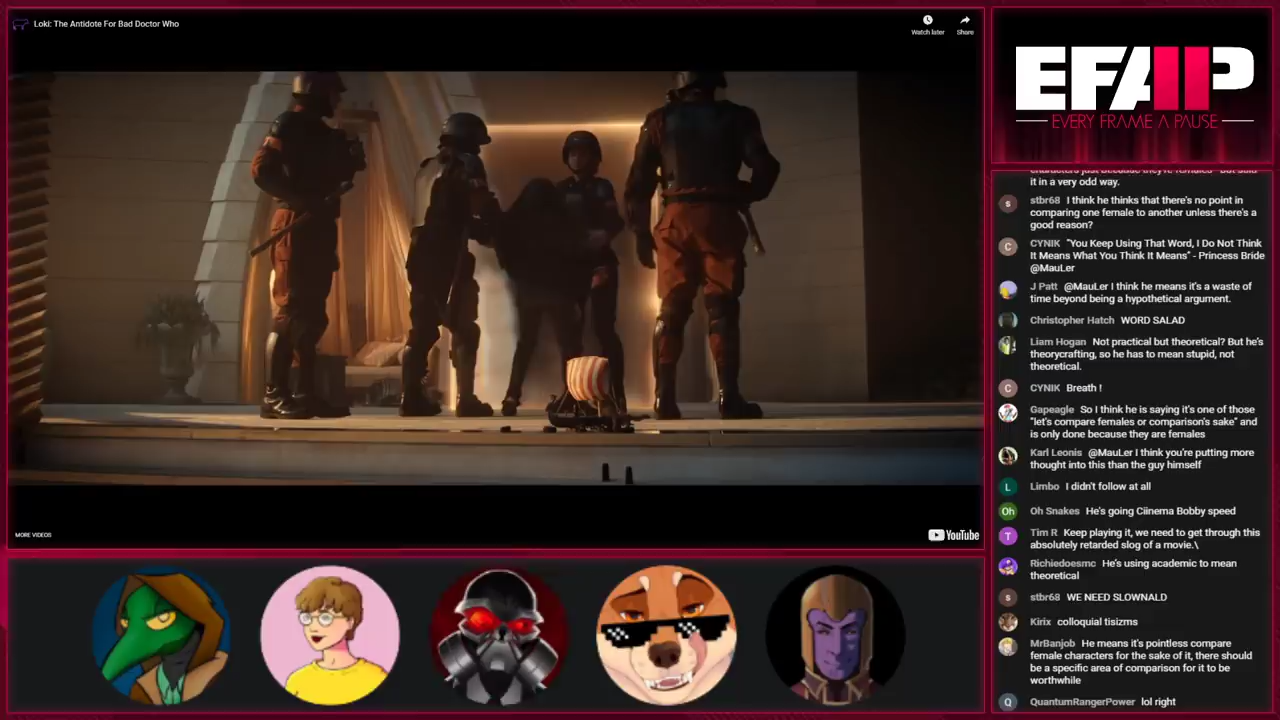 Loki: The Antidote For Bad Doctor Who
Watch later
Share
MORE VIDEOS
YouTube
EFAP
EVERY FRAME A PAUSE
it in a very odd way.
s stbr68 I think he thinks that there's no point in
comparing one female to another unless there's a
good reason?
C CYNIK "You Keep Using That Word, I Do Not Think
It Means What You Think It Means" - Princess Bride
@MauLer
J Patt @MauLer I think he means it's a waste of
time beyond being a hypothetical argument.
Christopher Hatch WORD SALAD
Liam Hogan Not practical but theoretical? But he's
theorycrafting, so he has to mean stupid, not
theoretical.
C CYNIK Breath !
Gapeagle So I think he is saying it's one of those
"let's compare females or comparison's sake" and
is only done because they are females
Karl Leonis @MauLer I think you're putting more
thought into this than the guy himself
L Limbo I didn't follow at all
Oh Oh Snakes He's going Ciinema Bobby speed
T Tim R Keep playing it, we need to get through this
absolutely retarded slog of a movie.\
Richiedoesmc He's using academic to mean
theoretical
s stbr68 WE NEED SLOWNALD
Kirix colloquial tisizms
MrBanjob He means it's pointless compare
female characters for the sake of it, there should
be a specific area of comparison for it to be
worthwhile
Q QuantumRangerPower lol right